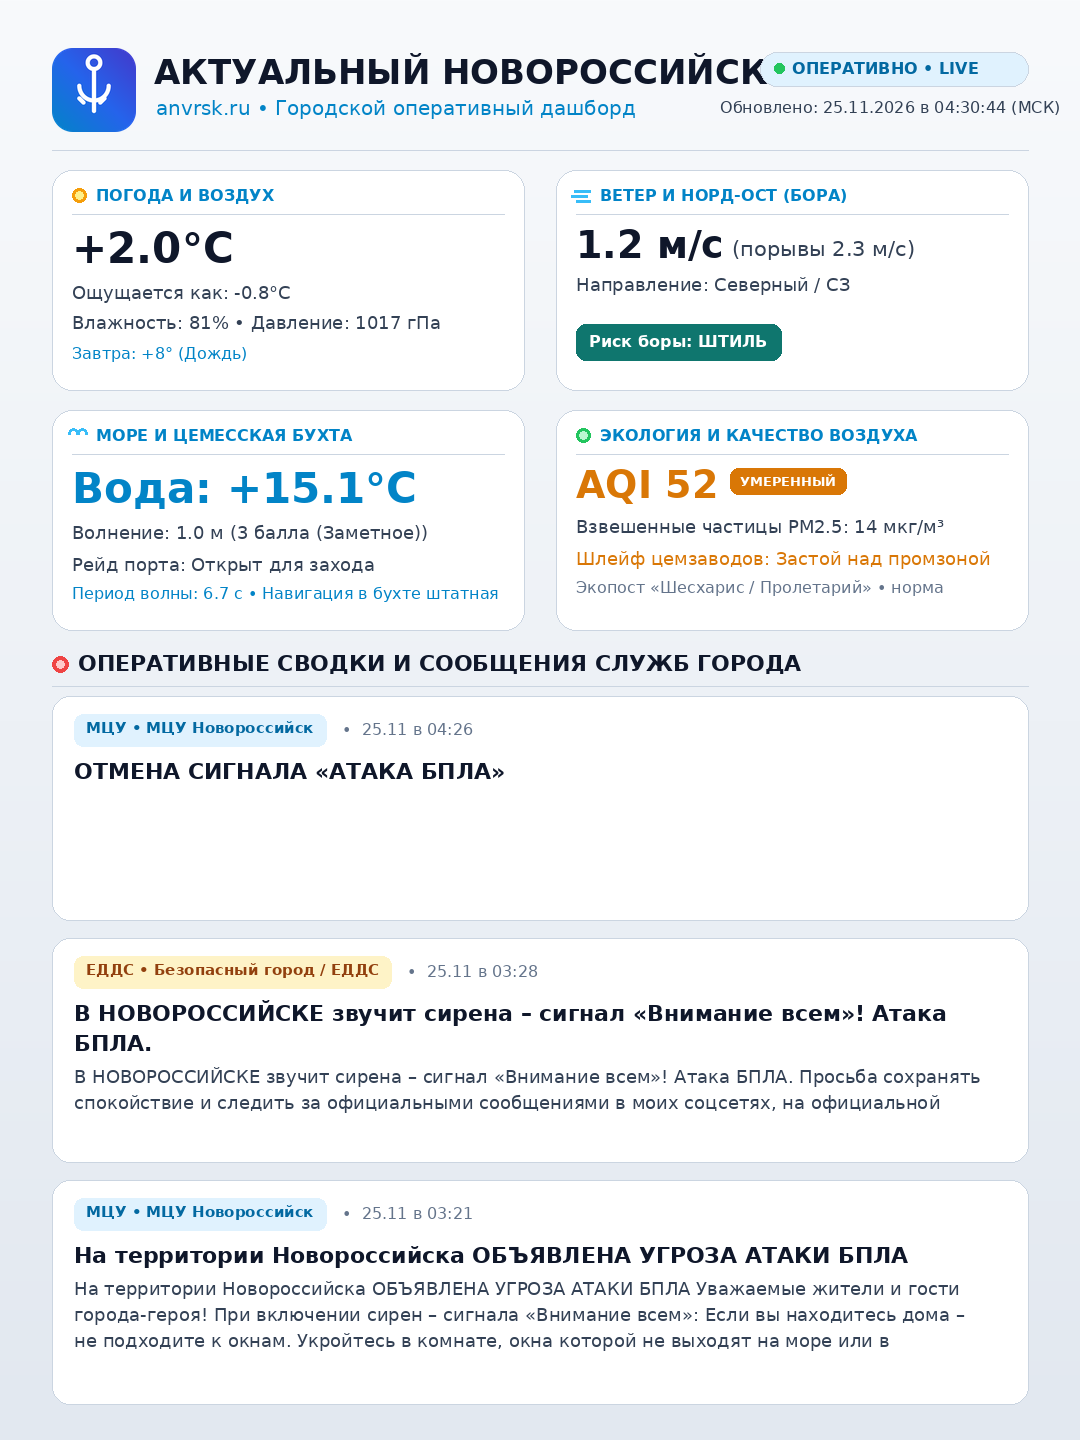 АКТУАЛЬНЫЙ НОВОРОССИЙСК
ОПЕРАТИВНО • LIVE
anvrsk.ru • Городской оперативный дашборд
Обновлено: 25.11.2026 в 04:30:44 (МСК)
ПОГОДА И ВОЗДУХ
+2.0°C
Ощущается как: -0.8°C
Влажность: 81% • Давление: 1017 гПа
Завтра: +8° (Дождь)
ВЕТЕР И НОРД-ОСТ (БОРА)
1.2 м/с (порывы 2.3 м/с)
Направление: Северный / СЗ
Риск боры: ШТИЛЬ
МОРЕ И ЦЕМЕССКАЯ БУХТА
Вода: +15.1°C
Волнение: 1.0 м (3 балла (Заметное))
Рейд порта: Открыт для захода
Период волны: 6.7 с • Навигация в бухте штатная
ЭКОЛОГИЯ И КАЧЕСТВО ВОЗДУХА
AQI 52 УМЕРЕННЫЙ
Взвешенные частицы PM2.5: 14 мкг/м³
Шлейф цемзаводов: Застой над промзоной
Экопост «Шесхарис / Пролетарий» • норма
ОПЕРАТИВНЫЕ СВОДКИ И СООБЩЕНИЯ СЛУЖБ ГОРОДА
МЦУ • МЦУ Новороссийск • 25.11 в 04:26
ОТМЕНА СИГНАЛА «АТАКА БПЛА»
ЕДДС • Безопасный город / ЕДДС • 25.11 в 03:28
В НОВОРОССИЙСКЕ звучит сирена – сигнал «Внимание всем»! Атака
БПЛА.
В НОВОРОССИЙСКЕ звучит сирена – сигнал «Внимание всем»! Атака БПЛА. Просьба сохранять
спокойствие и следить за официальными сообщениями в моих соцсетях, на официальной
МЦУ • МЦУ Новороссийск • 25.11 в 03:21
На территории Новороссийска ОБЪЯВЛЕНА УГРОЗА АТАКИ БПЛА
На территории Новороссийска ОБЪЯВЛЕНА УГРОЗА АТАКИ БПЛА Уважаемые жители и гости
города-героя! При включении сирен – сигнала «Внимание всем»: Если вы находитесь дома –
не подходите к окнам. Укройтесь в комнате, окна которой не выходят на море или в